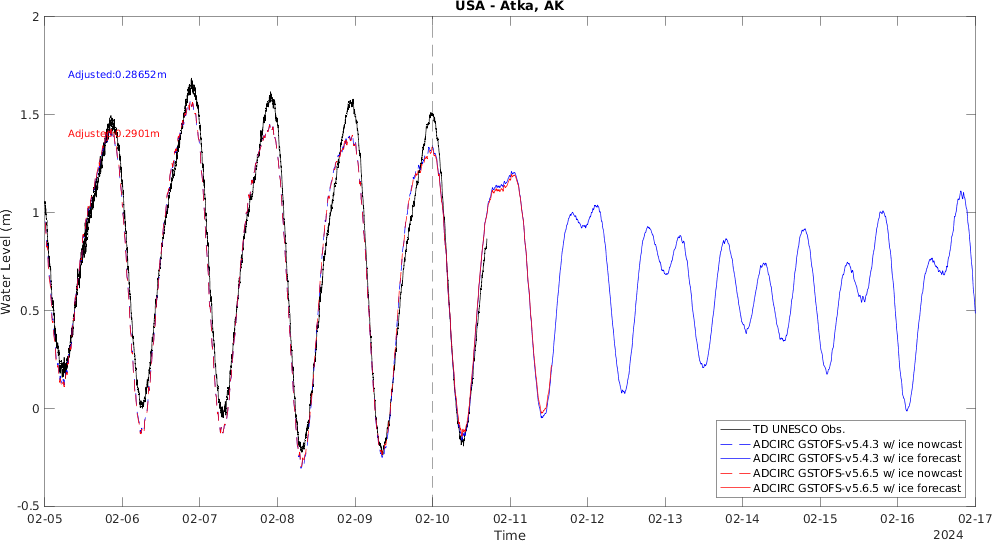 USA - Atka, AK
2
1.5
1
0.5
0
-0.5
Water Level (m)
Adjusted:0.28652m
Adjusted:0.2901m
02-05 02-06 02-07 02-08 02-09 02-10 02-11 02-12 02-13 02-14 02-15 02-16 02-17
Time
2024
TD UNESCO Obs.
ADCIRC GSTOFS-v5.4.3 w/ ice nowcast
ADCIRC GSTOFS-v5.4.3 w/ ice forecast
ADCIRC GSTOFS-v5.6.5 w/ ice nowcast
ADCIRC GSTOFS-v5.6.5 w/ ice forecast